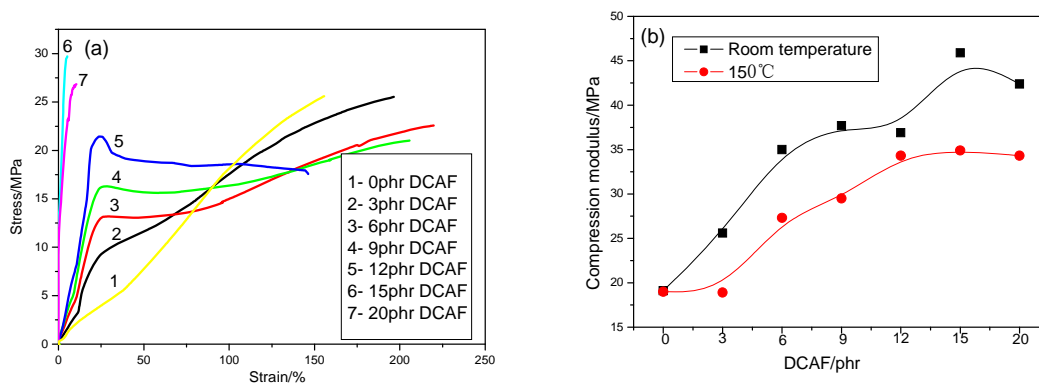 (a)
6
7
5
4
3
2
1
30
25
20
15
10
5
0
Stress/MPa
0
50
100
150
200
250
Strain/%
1- 0phr DCAF
2- 3phr DCAF
3- 6phr DCAF
4- 9phr DCAF
5- 12phr DCAF
6- 15phr DCAF
7- 20phr DCAF
(b)
Room temperature
150℃
60
55
50
45
40
35
30
25
20
15
Compression modulus/MPa
0
3
6
9
12
15
20
DCAF/phr